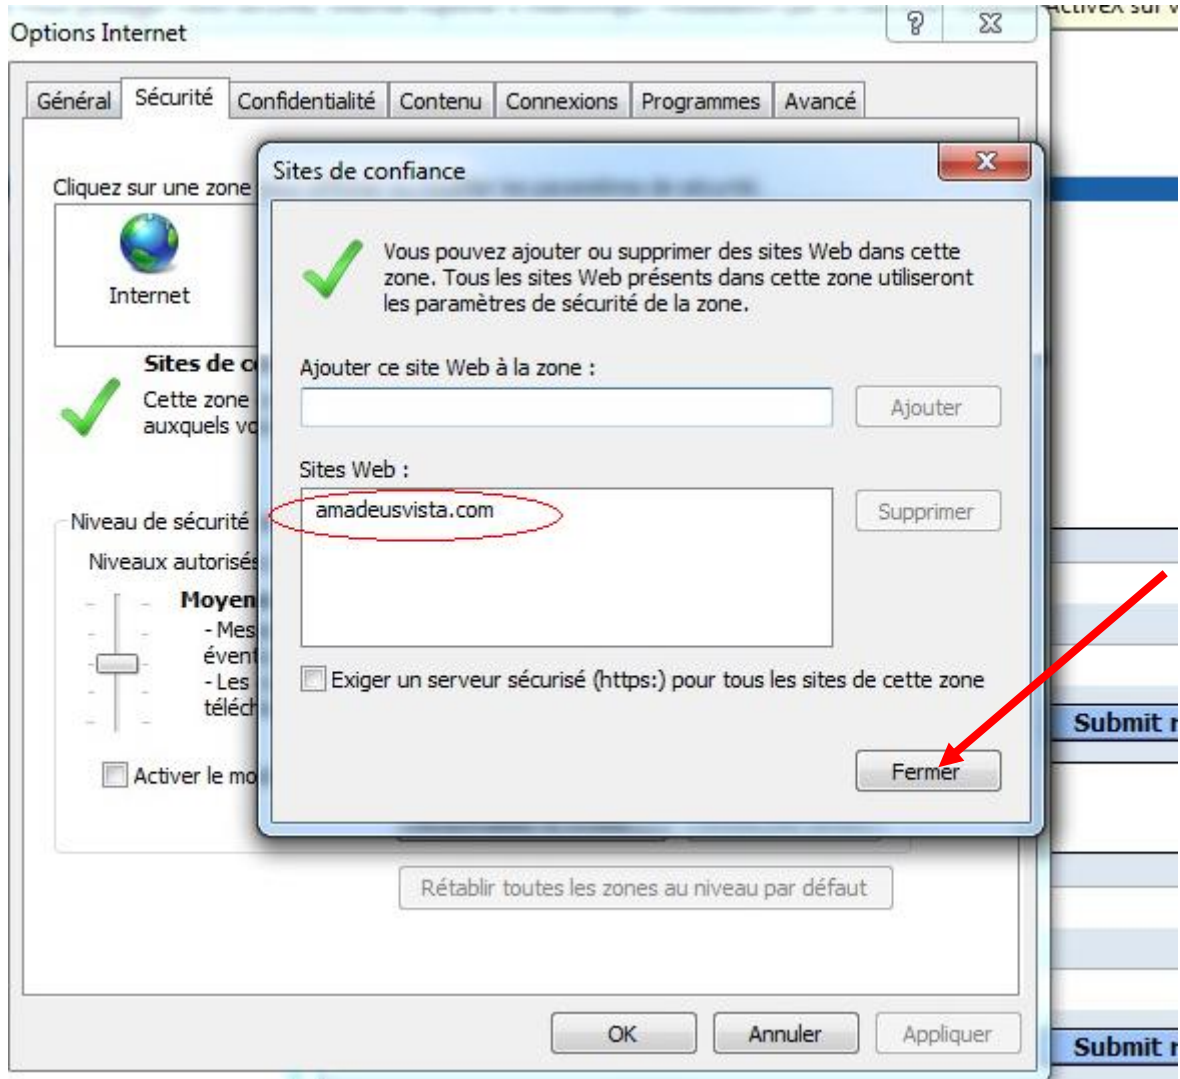 ActiveX sur v
Options Internet
Général Sécurité Confidentialité Contenu Connexions Programmes Avancé
Sites de confiance
Cliquez sur une zone
Vous pouvez ajouter ou supprimer des sites Web dans cette
zone. Tous les sites Web présents dans cette zone utiliseront
les paramètres de sécurité de la zone.
Internet
Sites de co
Ajouter ce site Web à la zone :
Cette zone
auxquels vo
Ajouter
Sites Web :
amadeusvista.com
Supprimer
Niveau de sécurité
Niveaux autorisés
Moyen
- Mes
évent
- Les
téléch
Exiger un serveur sécurisé (https:) pour tous les sites de cette zone
Submit r
Activer le mo
Fermer
Rétablir toutes les zones au niveau par défaut
OK Annuler Appliquer
Submit r